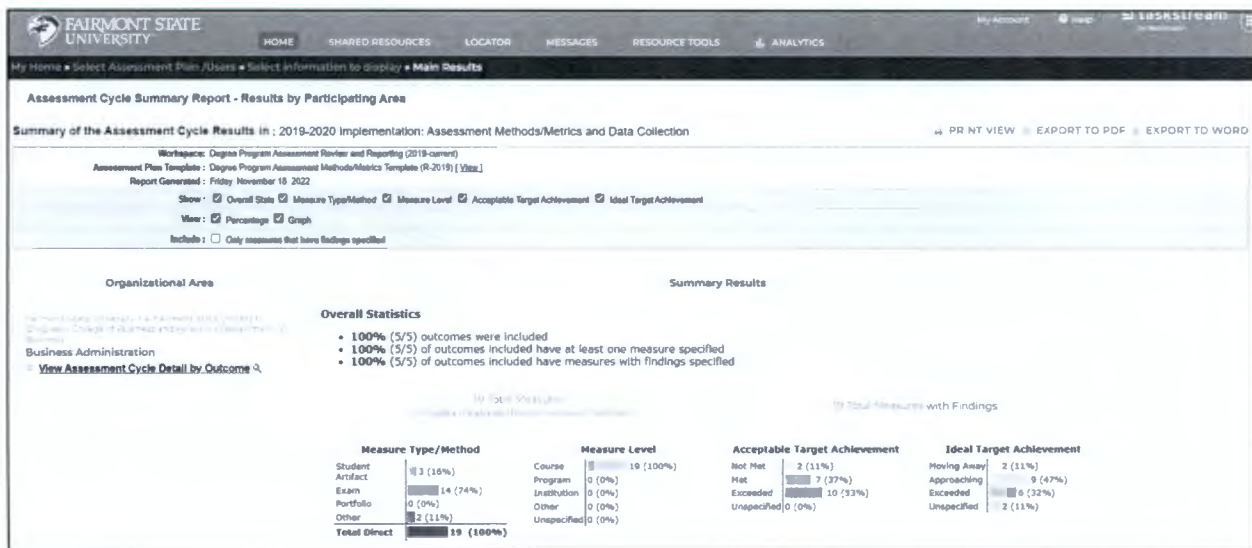 FAIRMONT STATE
UNIVERSITY
My Account
Help
taskstream
HOME SHARED RESOURCES LOCATOR MESSAGES RESOURCE TOOLS ANALYTICS
My Home Select Assessment Plan/Users Select information to display Main Results
Assessment Cycle Summary Report - Results by Participating Area
Summary of the Assessment Cycle Results in : 2019-2020 Implementation: Assessment Methods/Metrics and Data Collection
PRINT VIEW EXPORT TO PDF EXPORT TO WORD
Workspace: Degree Program Assessment Review and Reporting (2019-current)
Assessment Plan Template : Degree Program Assessment Methods/Metrics Template (R-2019) [ View ]
Report Generated : Friday, November 18, 2022
Show : Overall Stats Measure Type/Method Measure Level Acceptable Target Achievement Ideal Target Achievement
View : Percentage Graph
Include : Only measures that have findings specified
Organizational Area
Summary Results
Business Administration
View Assessment Cycle Detail by Outcome
Overall Statistics
• 100% (5/5) outcomes were included
• 100% (5/5) of outcomes included have at least one measure specified
• 100% (5/5) of outcomes included have measures with findings specified
19 Total Measures
19 Total Measures with Findings
Measure Type/Method
Student Artifact 3 (16%)
Exam 14 (74%)
Portfolio 0 (0%)
Other 2 (11%)
Total Direct 19 (100%)
Measure Level
Course 19 (100%)
Program 0 (0%)
Institution 0 (0%)
Other 0 (0%)
Unspecified 0 (0%)
Acceptable Target Achievement
Not Met 2 (11%)
Met 7 (37%)
Exceeded 10 (53%)
Unspecified 0 (0%)
Ideal Target Achievement
Moving Away 2 (11%)
Approaching 9 (47%)
Exceeded 6 (32%)
Unspecified 2 (11%)